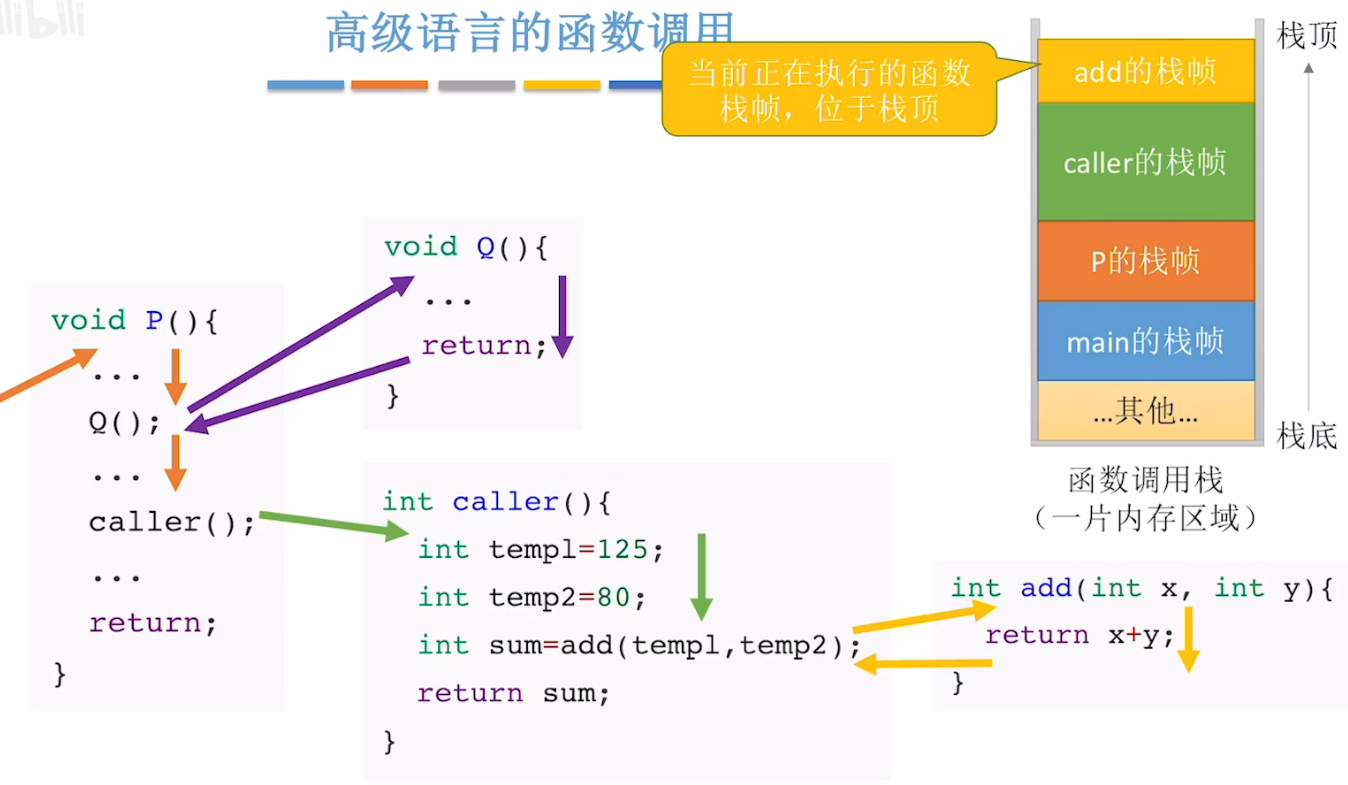 高级语言的函数调用
当前正在执行的函数
栈帧，位于栈顶
栈顶
add的栈帧
caller的栈帧
P的栈帧
main的栈帧
...其他...
栈底
函数调用栈
（一片内存区域）
void P(){
...
Q();
...
caller();
...
return;
}
void Q(){
...
return;
}
int caller(){
int templ=125;
int temp2=80;
int sum=add(templ,temp2);
return sum;
}
int add(int x, int y){
return x+y;
}